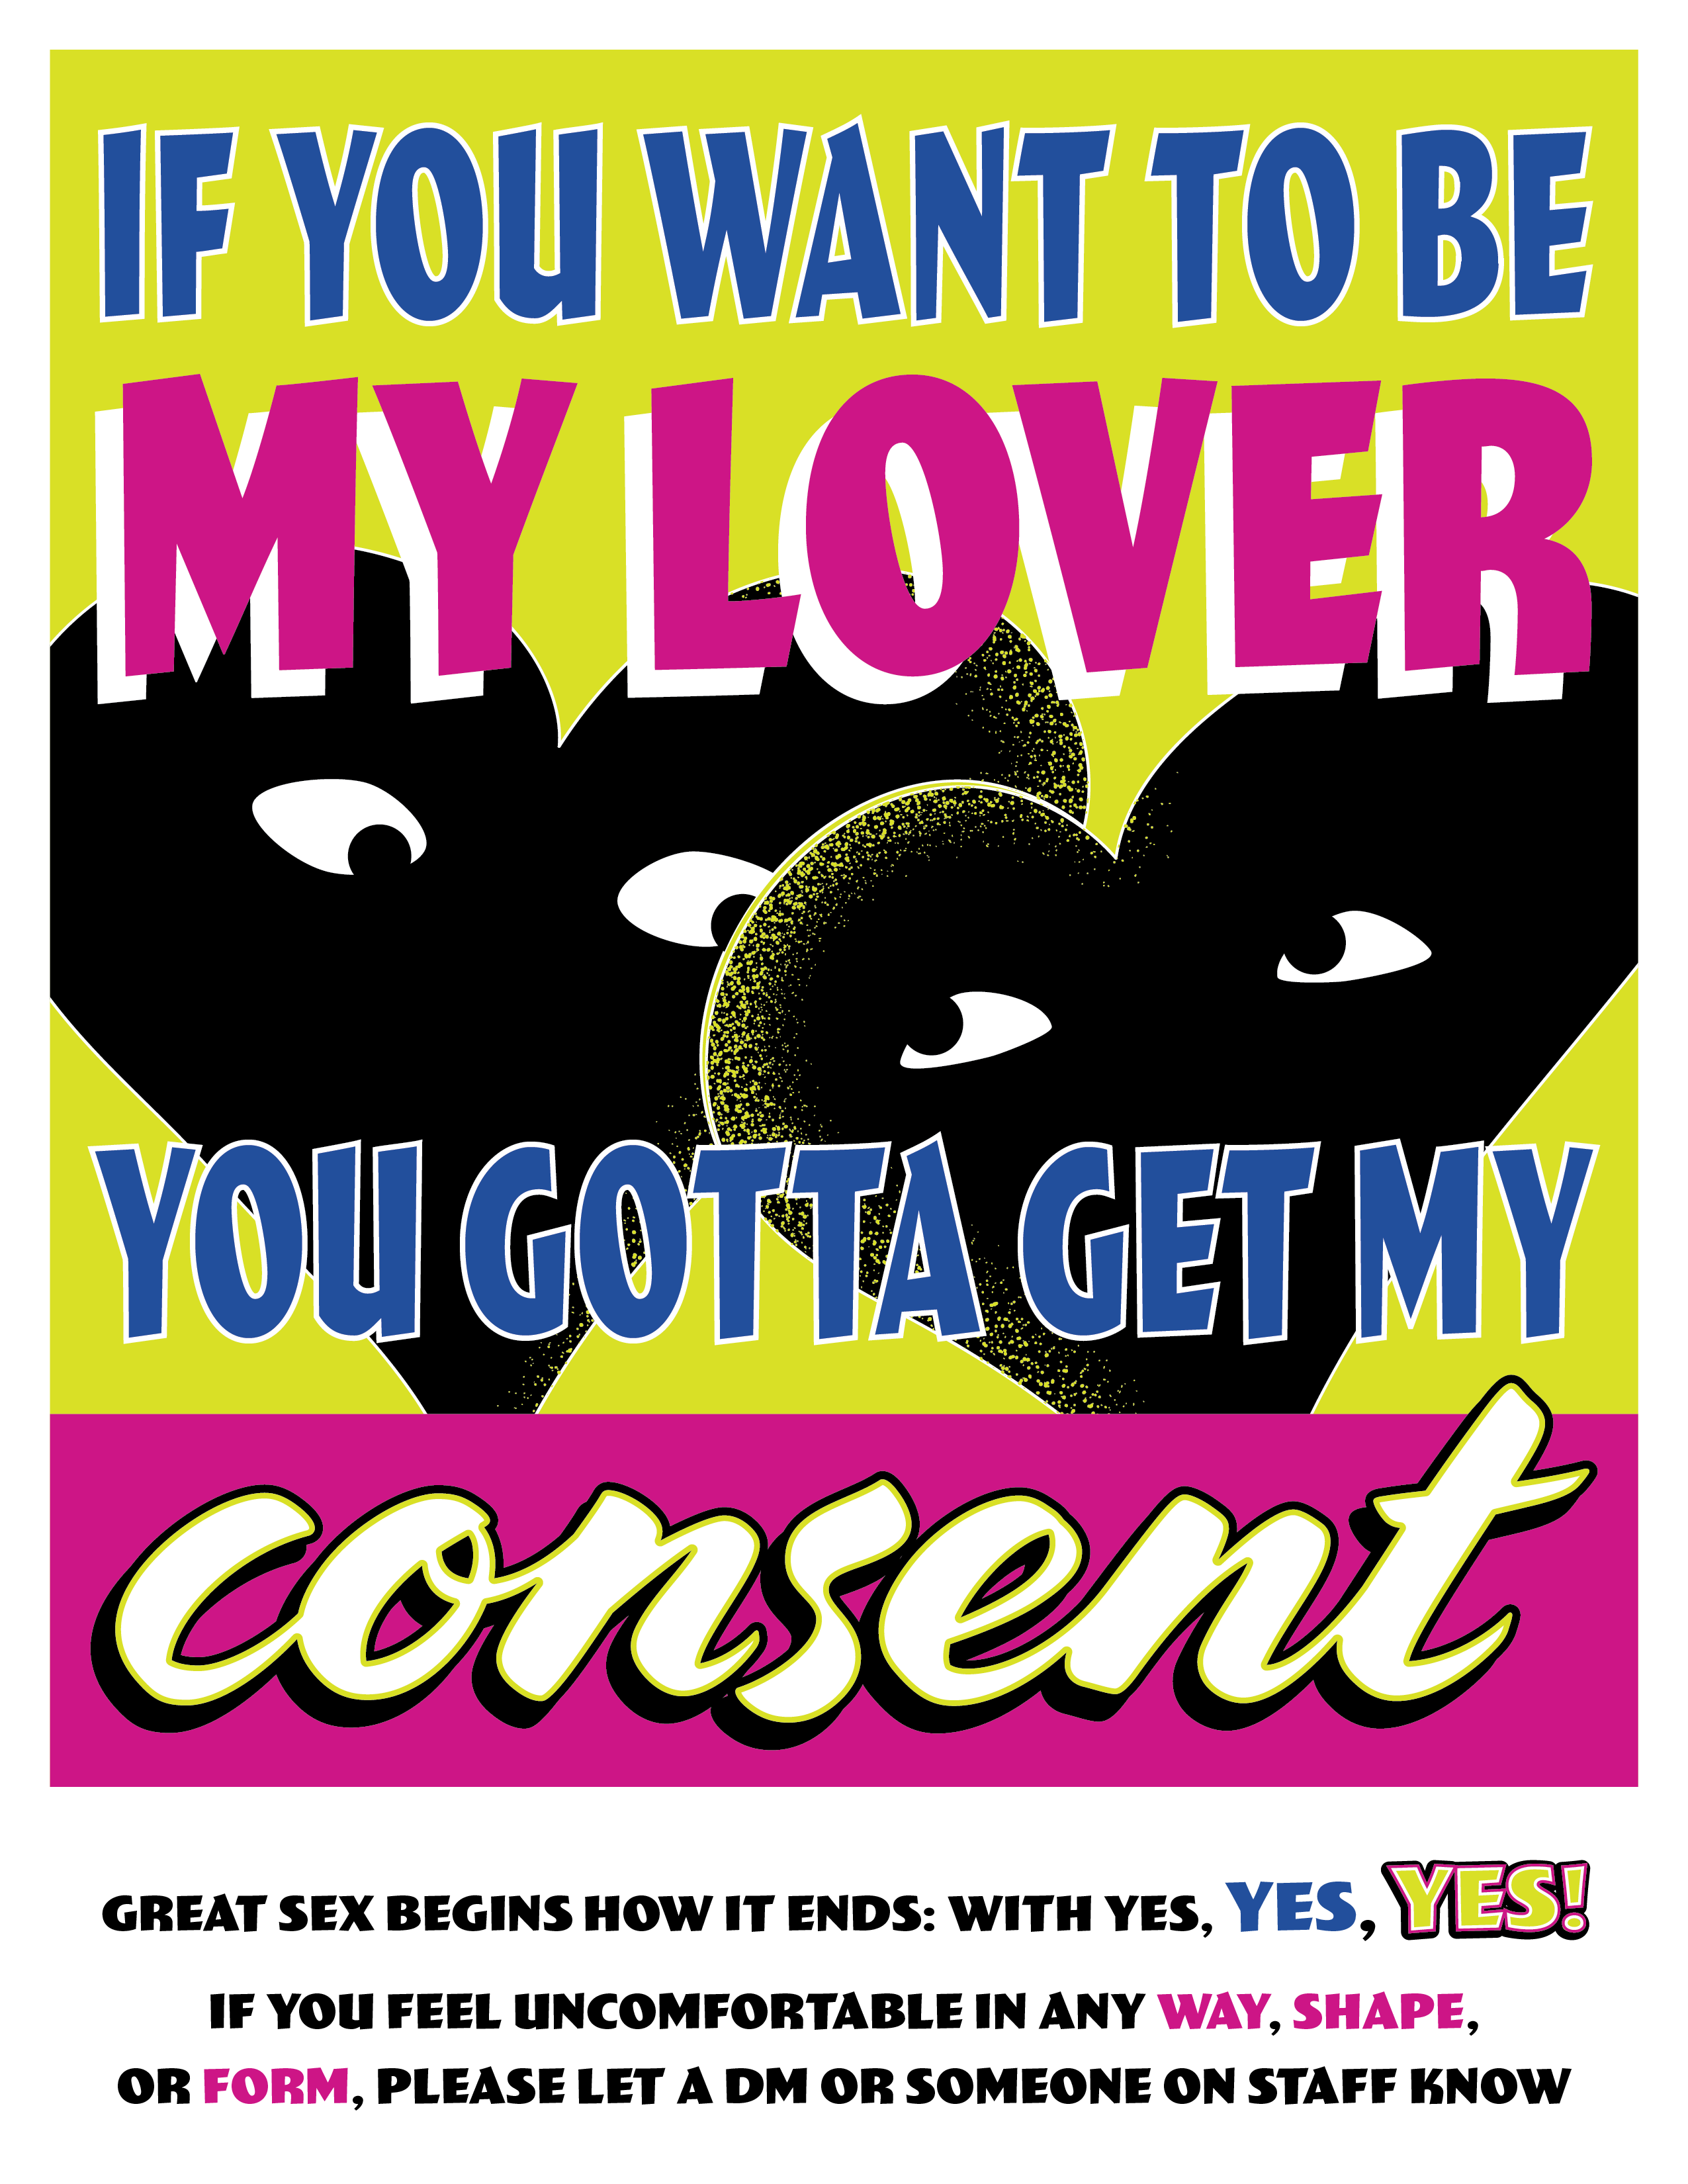 IF YOU WANT TO BE
MY LOVER
YOU GOTTA GET MY
consent
GREAT SEX BEGINS HOW IT ENDS: WITH YES, YES, YES!
IF YOU FEEL UNCOMFORTABLE IN ANY WAY, SHAPE,
OR FORM, PLEASE LET A DM OR SOMEONE ON STAFF KNOW